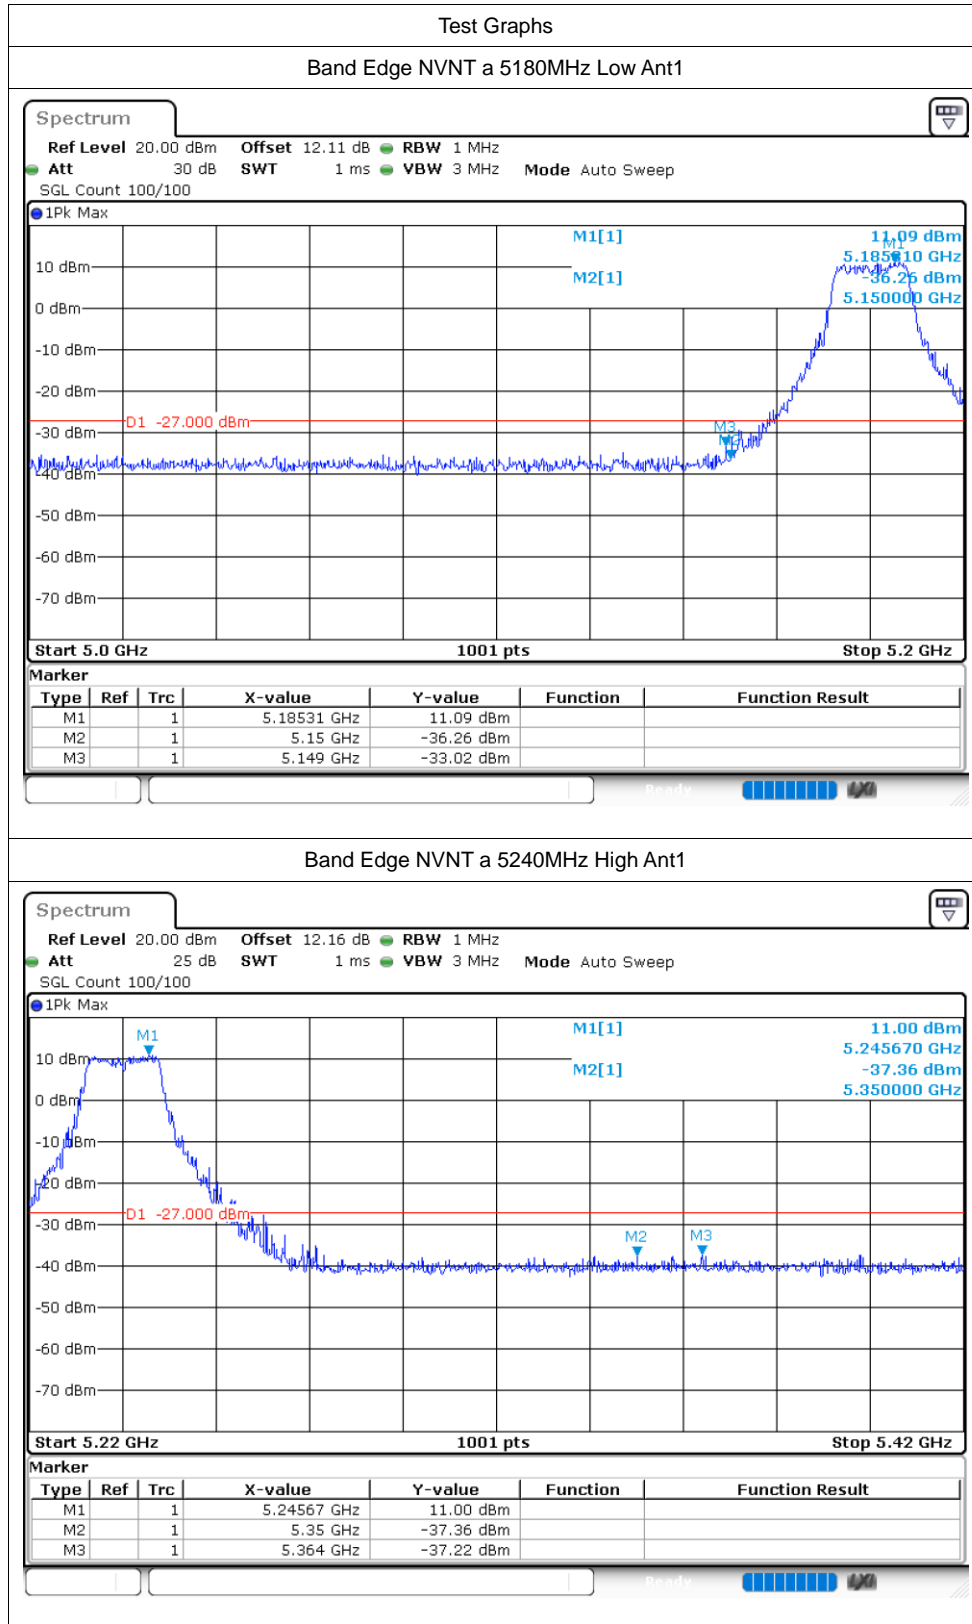 Test Graphs
Band Edge NVNT a 5180MHz Low Ant1
Spectrum
Ref Level 20.00 dBm Offset 12.11 dB RBW 1 MHz
Att 30 dB SWT 1 ms VBW 3 MHz Mode Auto Sweep
SGL Count 100/100
1Pk Max
M1[1] 11.09 dBm
M1
5.185310 GHz
10 dBm
M2[1] -36.26 dBm
5.150000 GHz
0 dBm
-10 dBm
-20 dBm
D1 -27.000 dBm
M3
-30 dBm
M2
-40 dBm
-50 dBm
-60 dBm
-70 dBm
Start 5.0 GHz 1001 pts Stop 5.2 GHz
Marker
Type Ref Trc X-value Y-value Function Function Result
M1 1 5.18531 GHz 11.09 dBm
M2 1 5.15 GHz -36.26 dBm
M3 1 5.149 GHz -33.02 dBm
Ready LXI
Band Edge NVNT a 5240MHz High Ant1
Spectrum
Ref Level 20.00 dBm Offset 12.16 dB RBW 1 MHz
Att 25 dB SWT 1 ms VBW 3 MHz Mode Auto Sweep
SGL Count 100/100
1Pk Max
M1[1] 11.00 dBm
M1
5.245670 GHz
10 dBm
M2[1] -37.36 dBm
5.350000 GHz
0 dBm
-10 dBm
-20 dBm
D1 -27.000 dBm
-30 dBm
M2 M3
-40 dBm
-50 dBm
-60 dBm
-70 dBm
Start 5.22 GHz 1001 pts Stop 5.42 GHz
Marker
Type Ref Trc X-value Y-value Function Function Result
M1 1 5.24567 GHz 11.00 dBm
M2 1 5.35 GHz -37.36 dBm
M3 1 5.364 GHz -37.22 dBm
Ready LXI